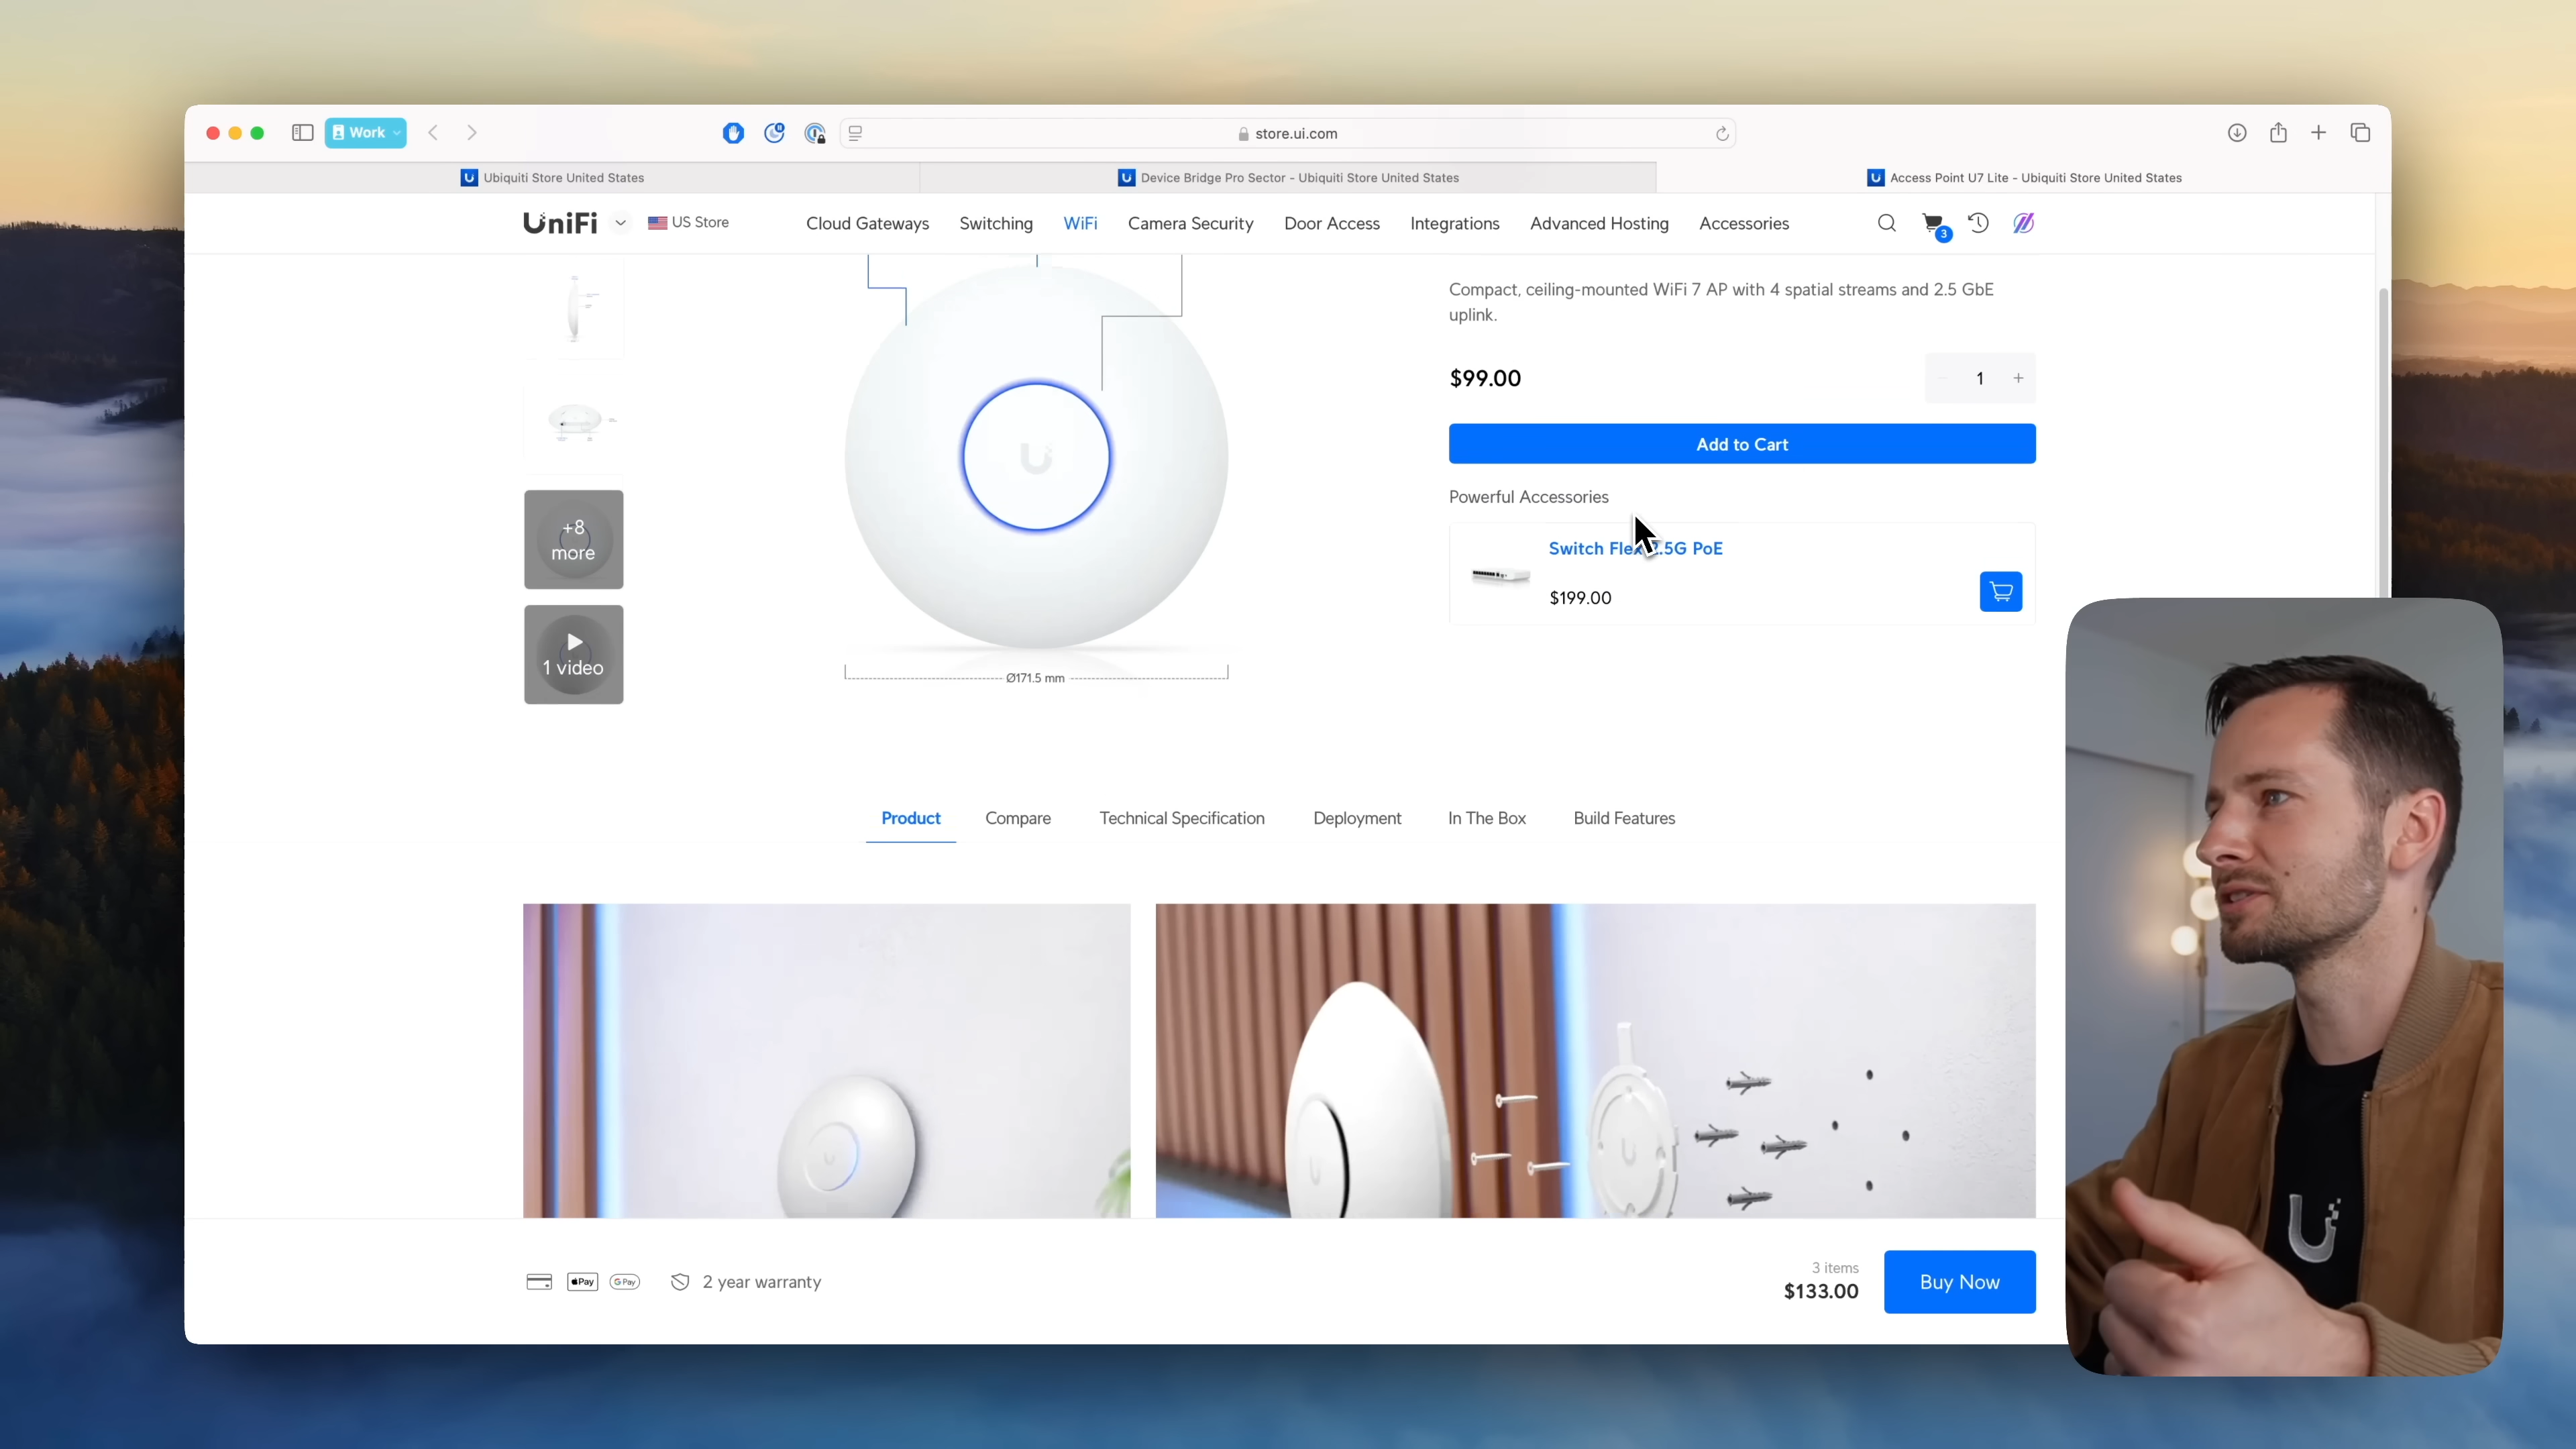 Work
store.ui.com
Ubiquiti Store United States
Device Bridge Pro Sector - Ubiquiti Store United States
Access Point U7 Lite - Ubiquiti Store United States
UniFi
US Store
Cloud Gateways
Switching
WiFi
Camera Security
Door Access
Integrations
Advanced Hosting
Accessories
3
Compact, ceiling-mounted WiFi 7 AP with 4 spatial streams and 2.5 GbE
uplink.
$99.00
1
+
Add to Cart
Powerful Accessories
Switch Flex 2.5G PoE
$199.00
+8
more
1 video
Ø171.5 mm
Product
Compare
Technical Specification
Deployment
In The Box
Build Features
Pay
G Pay
2 year warranty
3 items
$133.00
Buy Now